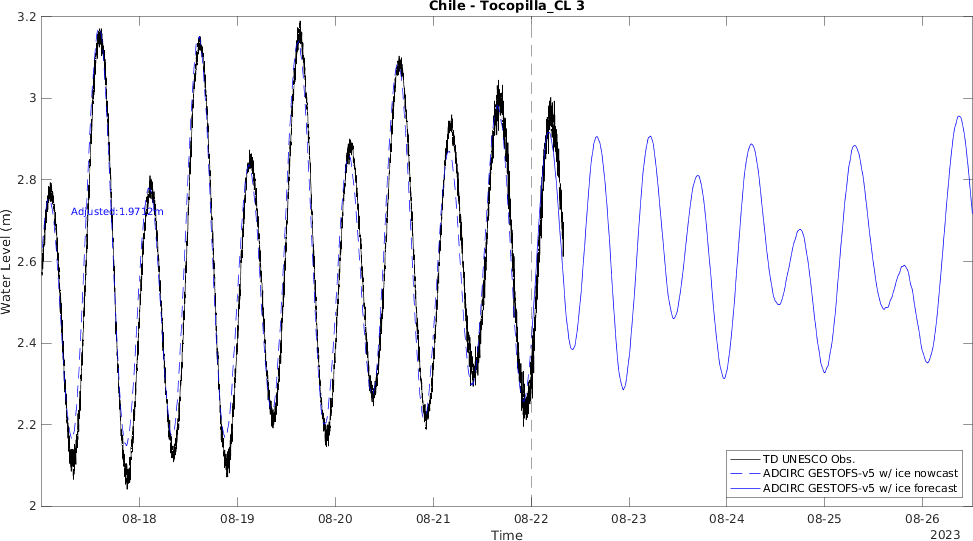 Chile - Tocopilla_CL 3
3.2
3
2.8
2.6
2.4
2.2
2
Water Level (m)
Adjusted:1.9712m
TD UNESCO Obs.
ADCIRC GESTOFS-v5 w/ ice nowcast
ADCIRC GESTOFS-v5 w/ ice forecast
08-18 08-19 08-20 08-21 08-22 08-23 08-24 08-25 08-26
Time
2023